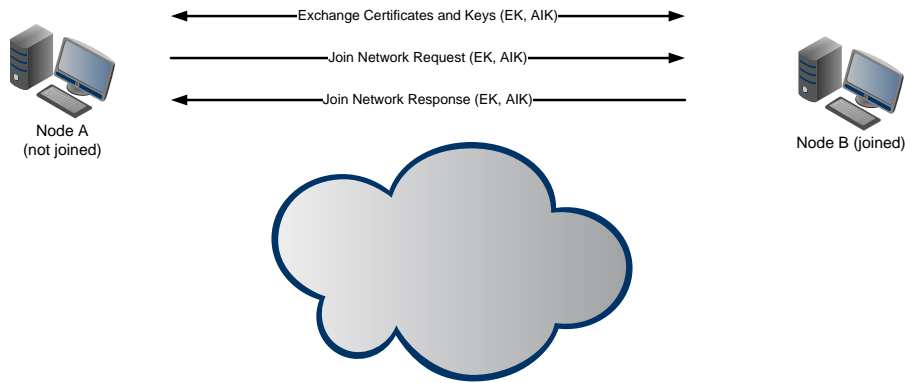 Exchange Certificates and Keys (EK, AIK)
Join Network Request (EK, AIK)
Join Network Response (EK, AIK)
Node A
(not joined)
Node B (joined)